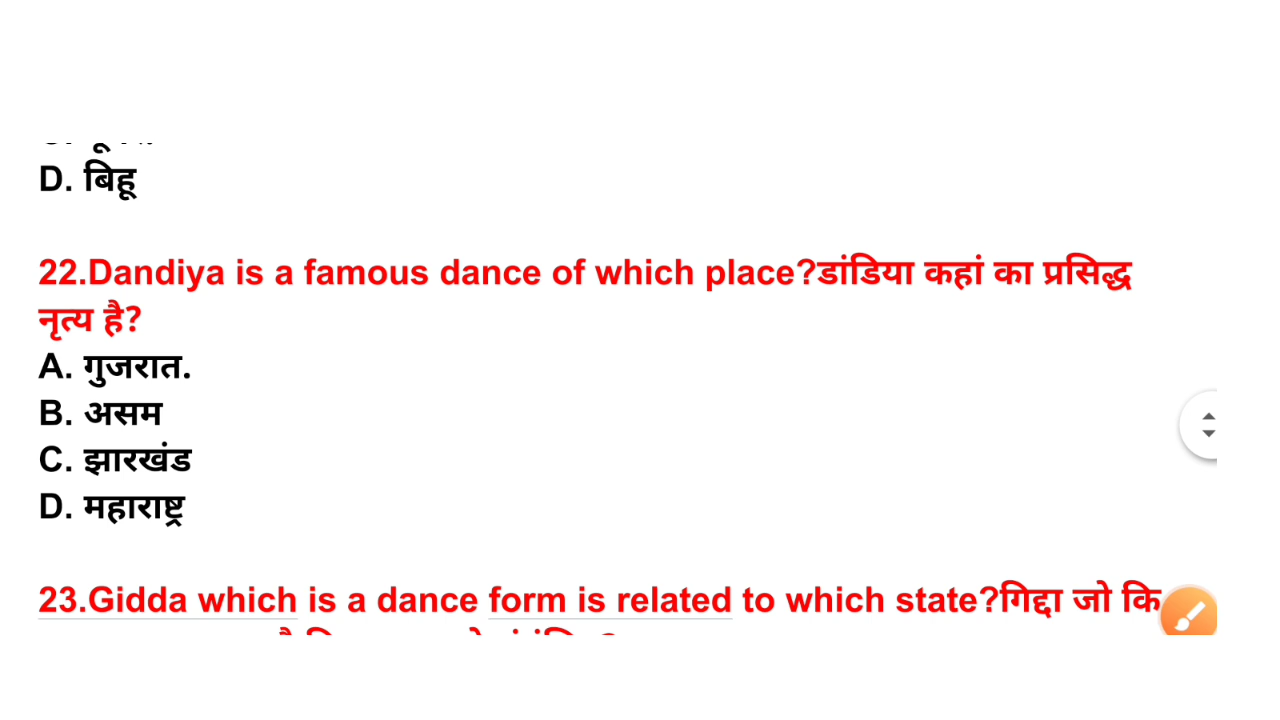 D. बिहू
22.Dandiya is a famous dance of which place?डांडिया कहां का प्रसिद्ध
नृत्य है?
A. गुजरात.
B. असम
C. झारखंड
D. महाराष्ट्र
23.Gidda which is a dance form is related to which state?गिद्दा जो कि